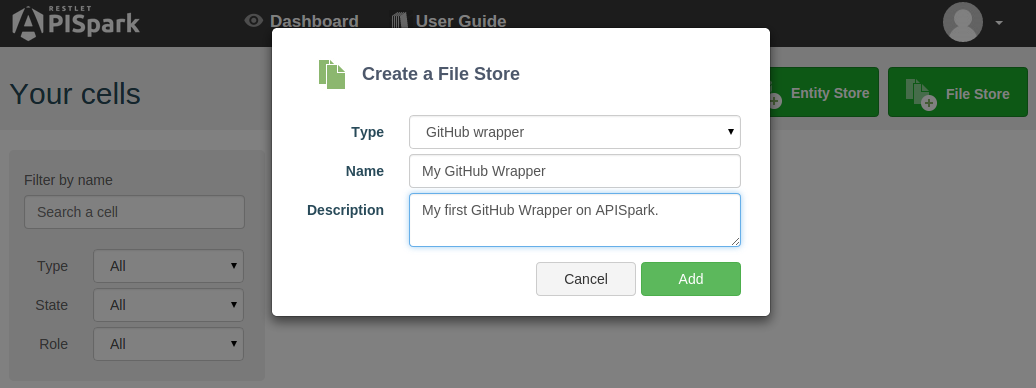 RESTLET
APISpark
Dashboard
User Guide
Your cells
Entity Store
File Store
Create a File Store
Type
GitHub wrapper
Name
My GitHub Wrapper
Description
My first GitHub Wrapper on APISpark.
Cancel
Add
Filter by name
Search a cell
Type
All
State
All
Role
All